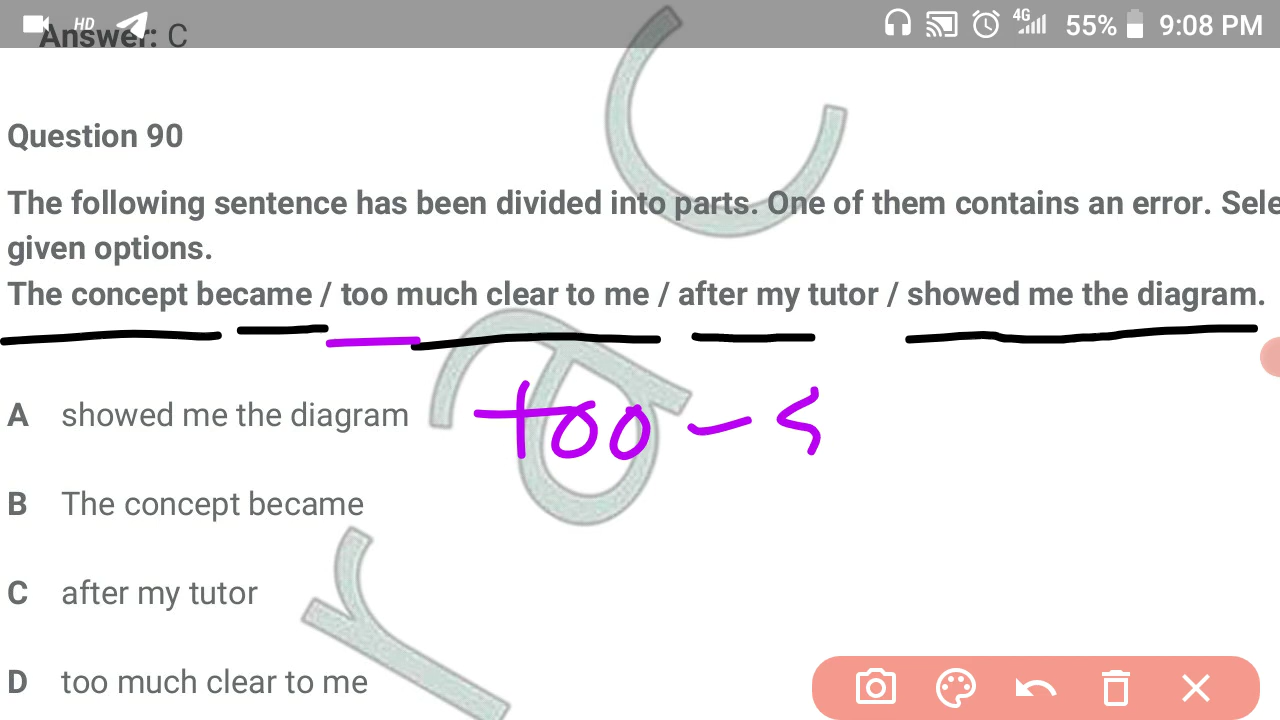 HD 4G 55% 9:08 PM
Answer: C
Question 90
The following sentence has been divided into parts. One of them contains an error. Sele
given options.
The concept became / too much clear to me / after my tutor / showed me the diagram.
too -
A showed me the diagram
B The concept became
C after my tutor
D too much clear to me